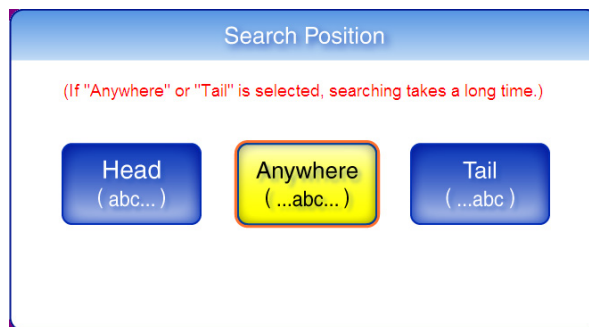 Search Position
(If "Anywhere" or "Tail" is selected, searching takes a long time.)
Head
( abc... )
Anywhere
( ...abc... )
Tail
( ...abc )